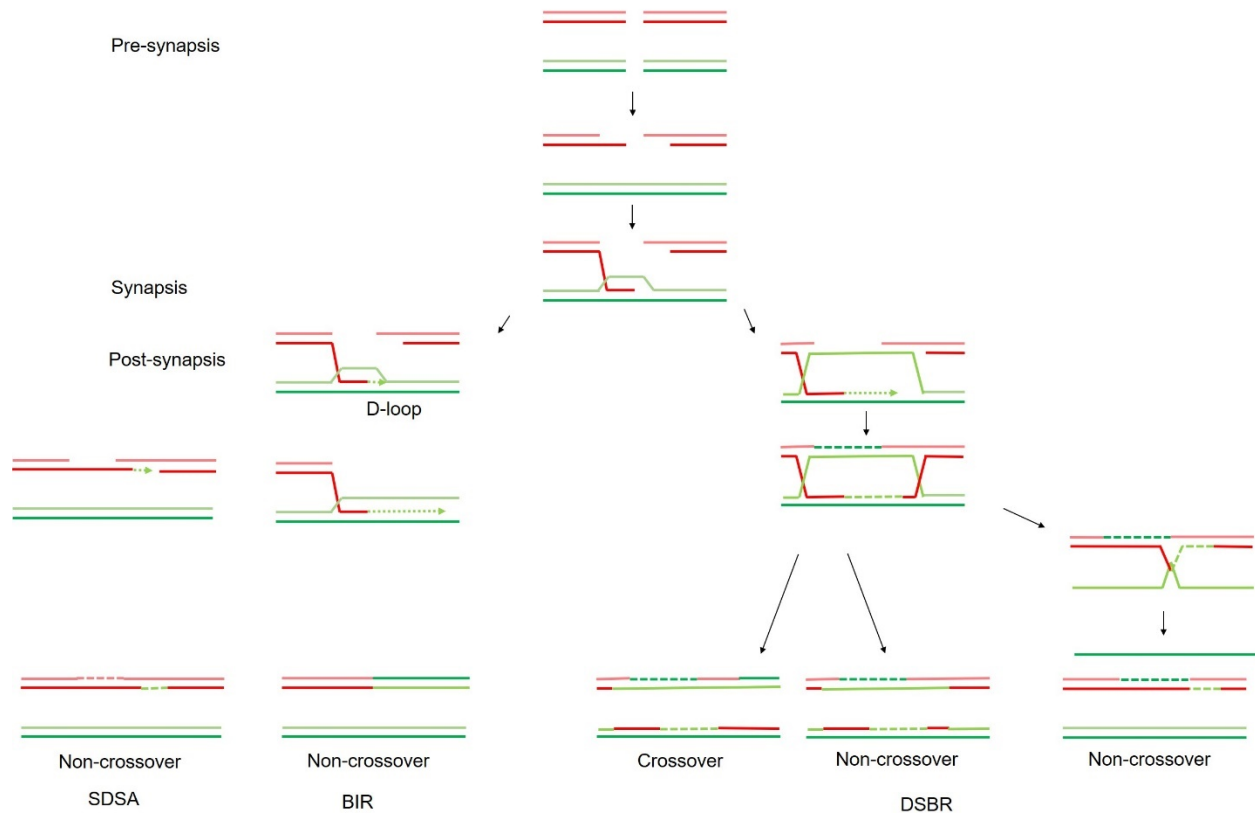 Pre-synapsis
Synapsis
Post-synapsis
D-loop
Non-crossover
Non-crossover
Crossover
Non-crossover
Non-crossover
SDSA
BIR
DSBR